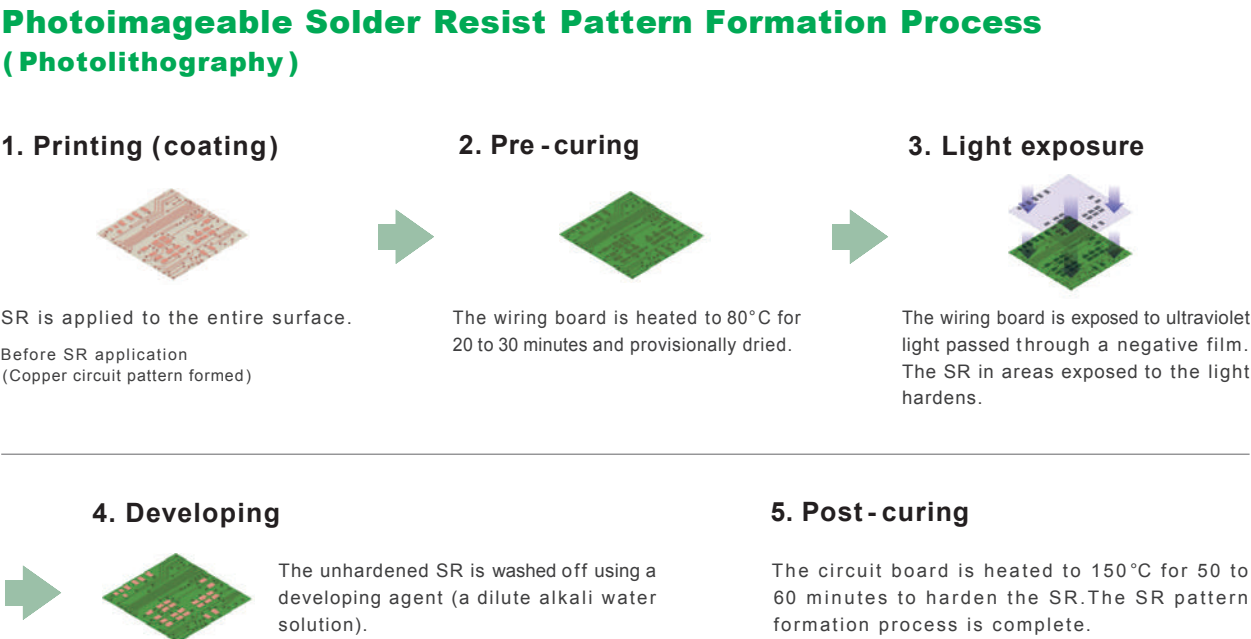 Photoimageable Solder Resist Pattern Formation Process
(Photolithography)
1. Printing (coating)
SR is applied to the entire surface.
Before SR application
(Copper circuit pattern formed)
2. Pre-curing
The wiring board is heated to 80°C for
20 to 30 minutes and provisionally dried.
3. Light exposure
The wiring board is exposed to ultraviolet
light passed through a negative film.
The SR in areas exposed to the light
hardens.
4. Developing
The unhardened SR is washed off using a
developing agent (a dilute alkali water
solution).
5. Post-curing
The circuit board is heated to 150°C for 50 to
60 minutes to harden the SR.The SR pattern
formation process is complete.